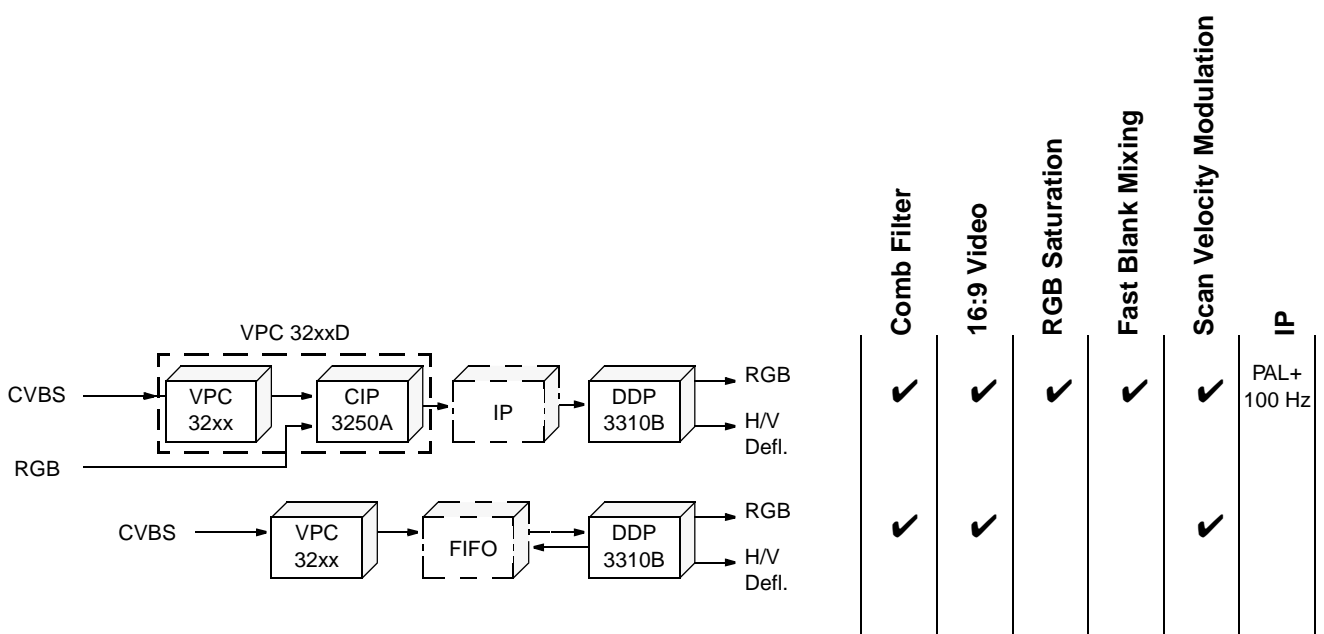 Comb Filter
16:9 Video
RGB Saturation
Fast Blank Mixing
Scan Velocity Modulation
IP
VPC 32xxD
CVBS
VPC
32xx
CIP
3250A
IP
DDP
3310B
RGB
H/V
Defl.
RGB
✔ ✔ ✔ ✔ ✔
PAL+
100 Hz
CVBS
VPC
32xx
FIFO
DDP
3310B
RGB
H/V
Defl.
✔ ✔ ✔